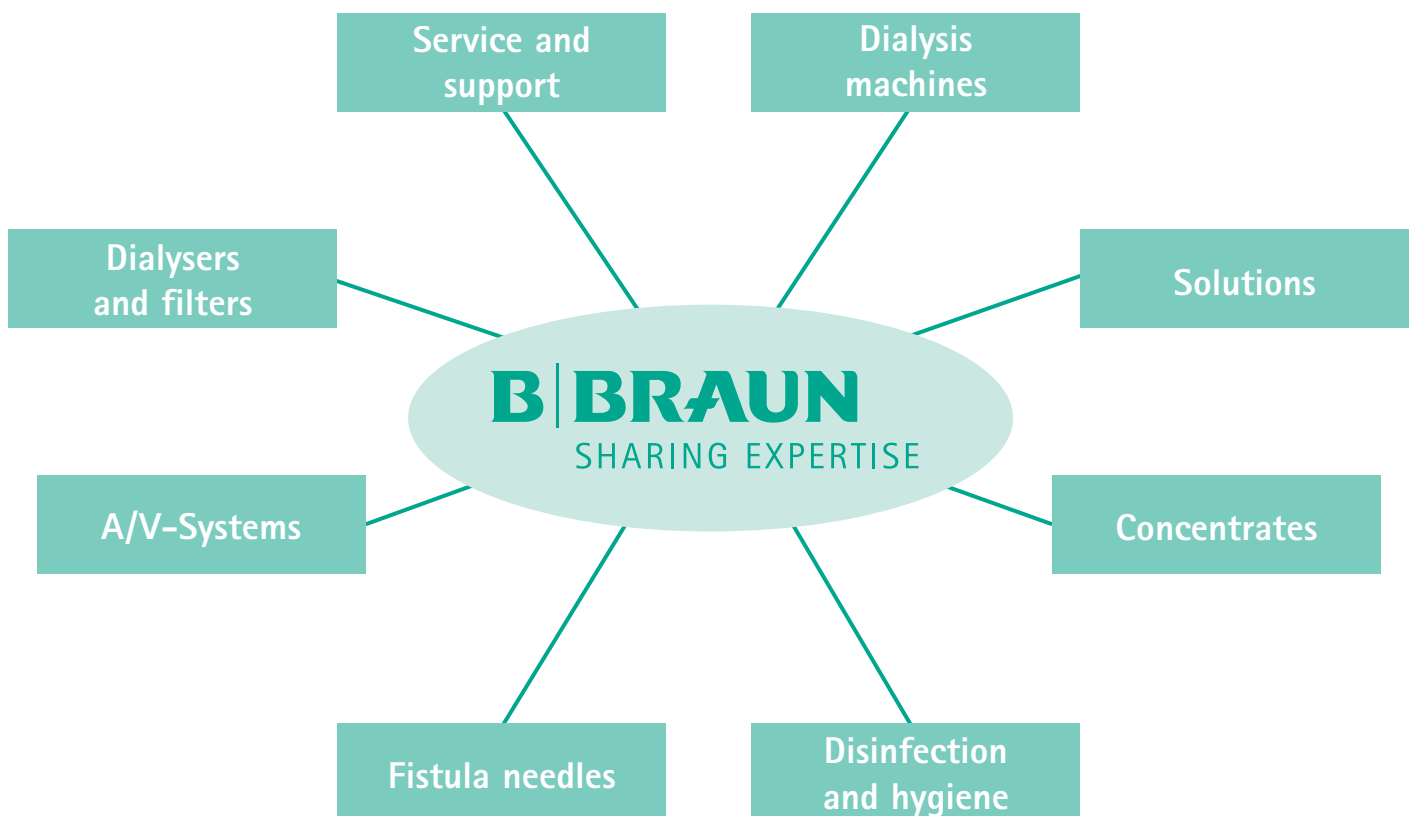 Service and
support
Dialysis
machines
Dialysers
and filters
Solutions
B|BRAUN
SHARING EXPERTISE
A/V-Systems
Concentrates
Fistula needles
Disinfection
and hygiene